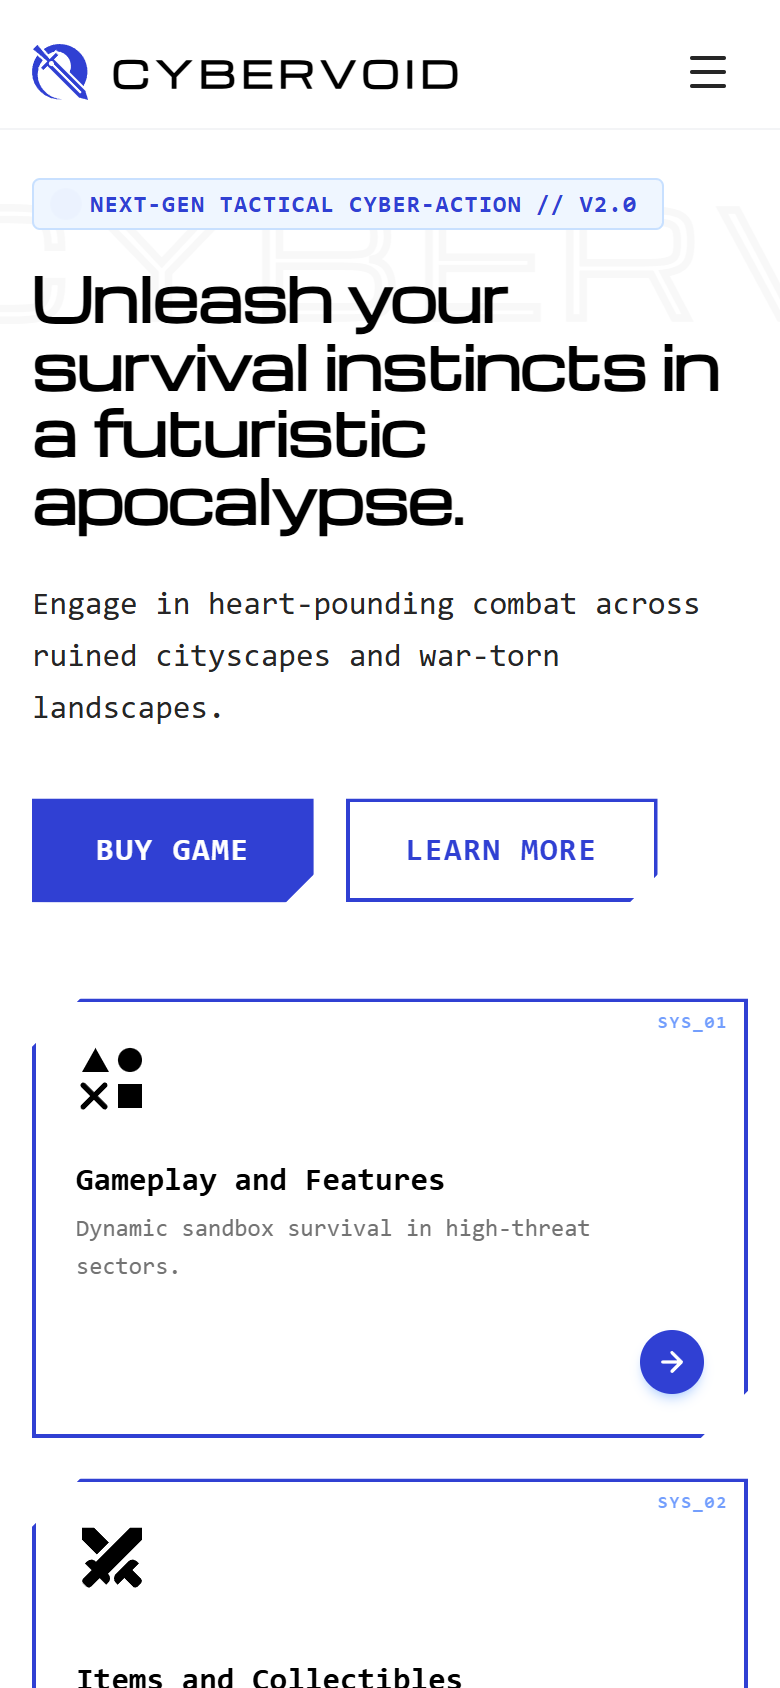 CYBERVOID
NEXT-GEN TACTICAL CYBER-ACTION // V2.0
CYBERV
Unleash your
survival instincts in
a futuristic
apocalypse.
Engage in heart-pounding combat across
ruined cityscapes and war-torn
landscapes.
BUY GAME
LEARN MORE
SYS_01
Gameplay and Features
Dynamic sandbox survival in high-threat
sectors.
SYS_02
Items and Collectibles